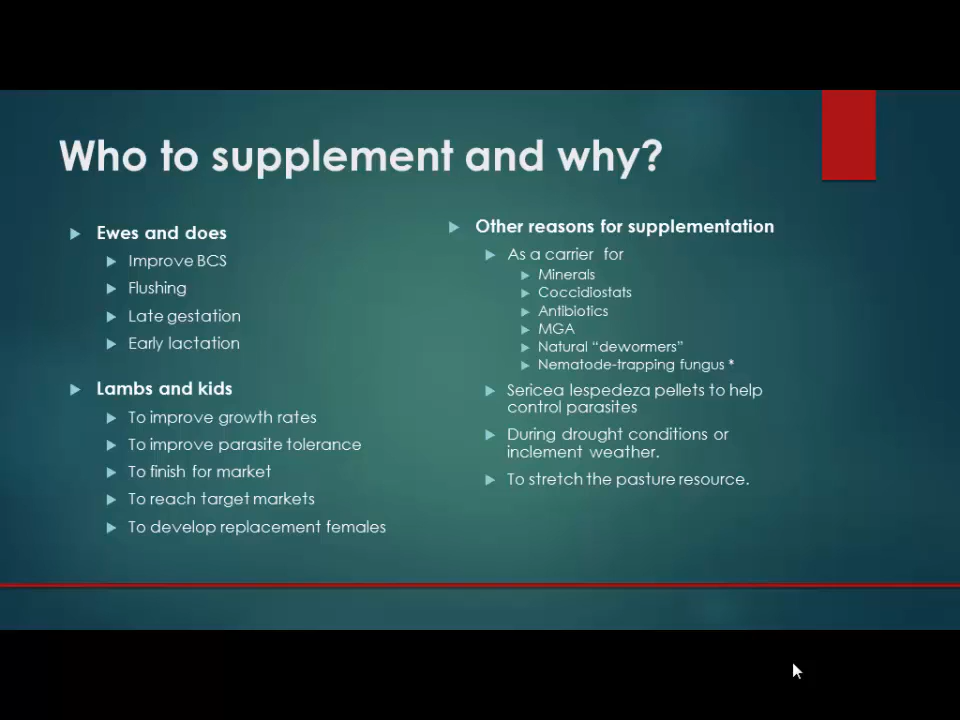 Who to supplement and why?
Ewes and does
Improve BCS
Flushing
Late gestation
Early lactation
Lambs and kids
To improve growth rates
To improve parasite tolerance
To finish for market
To reach target markets
To develop replacement females
Other reasons for supplementation
As a carrier for
Minerals
Coccidiostats
Antibiotics
MGA
Natural “dewormers”
Nematode-trapping fungus *
Sericea lespedeza pellets to help
control parasites
During drought conditions or
inclement weather.
To stretch the pasture resource.